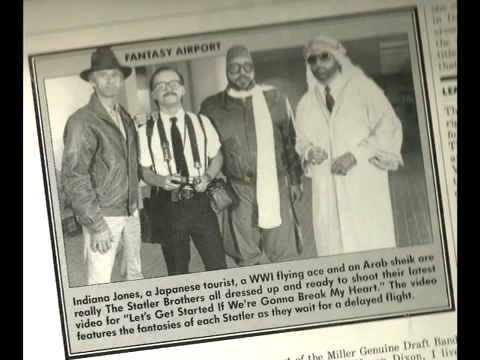 FANTASY AIRPORT
Indiana Jones, a Japanese tourist, a WWI flying ace and an Arab sheik are
really The Statler Brothers all dressed up and ready to shoot their latest
video for "Let's Get Started If We're Gonna Break My Heart." The video
features the fantasies of each Statler as they wait for a delayed flight.
of the Miller Genuine Draft Band
Dixon. I live